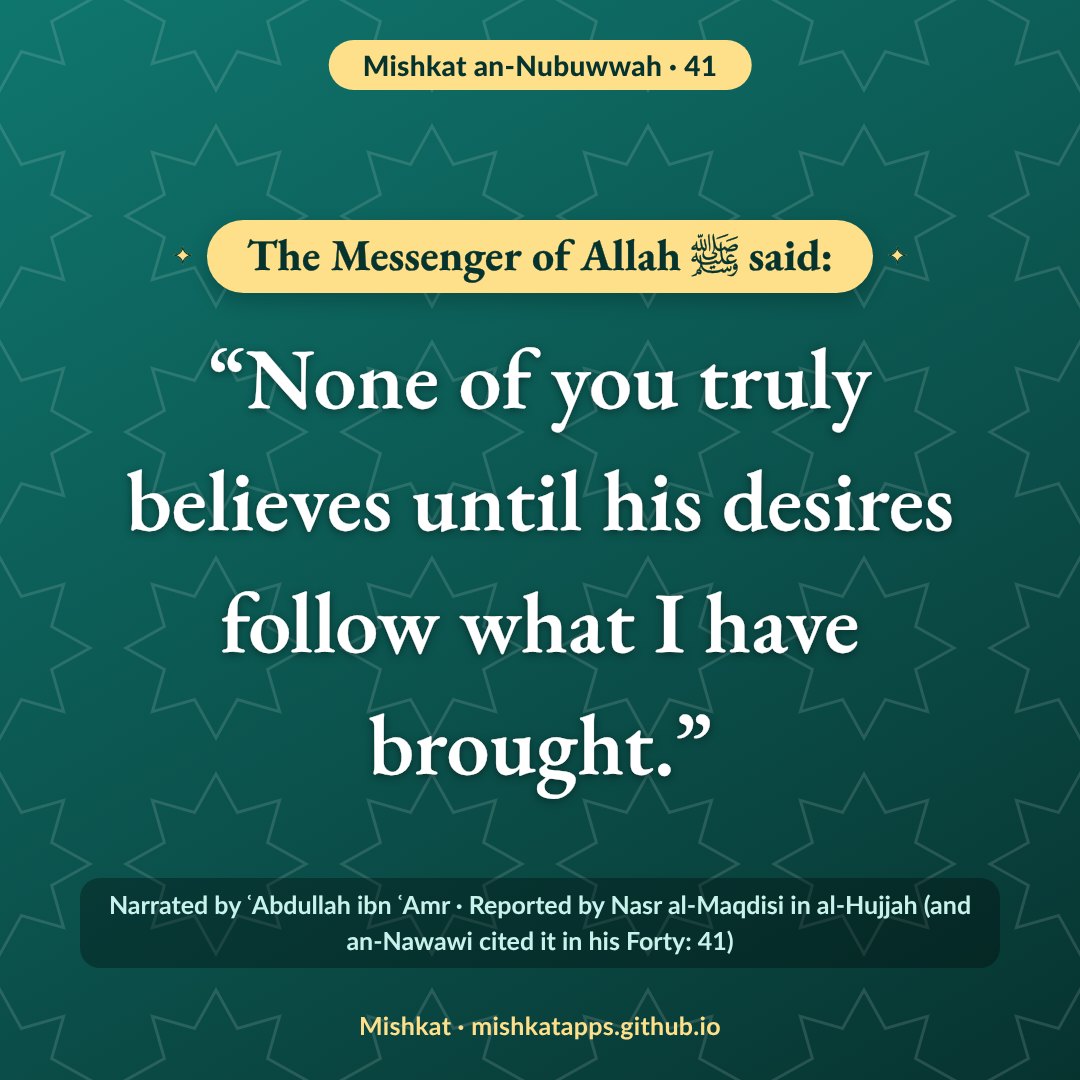 Mishkat an-Nubuwwah · 41
The Messenger of Allah ﷺ said:
“None of you truly
believes until his desires
follow what I have
brought.”
Narrated by ʿAbdullah ibn ʿAmr · Reported by Nasr al-Maqdisi in al-Hujjah (and
an-Nawawi cited it in his Forty: 41)
Mishkat · mishkatapps.github.io